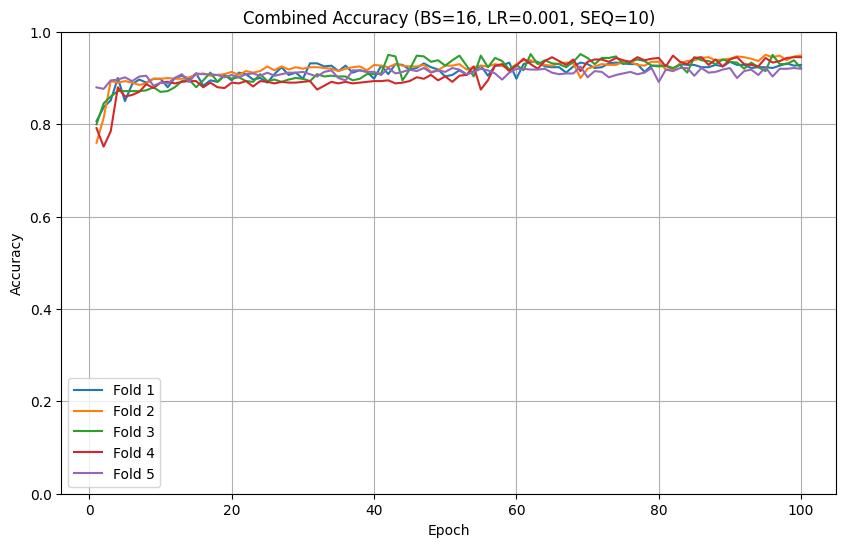 Combined Accuracy (BS=16, LR=0.001, SEQ=10)
1.0
0.8
0.6
0.4
0.2
0.0
Accuracy
Fold 1
Fold 2
Fold 3
Fold 4
Fold 5
0 20 40 60 80 100
Epoch